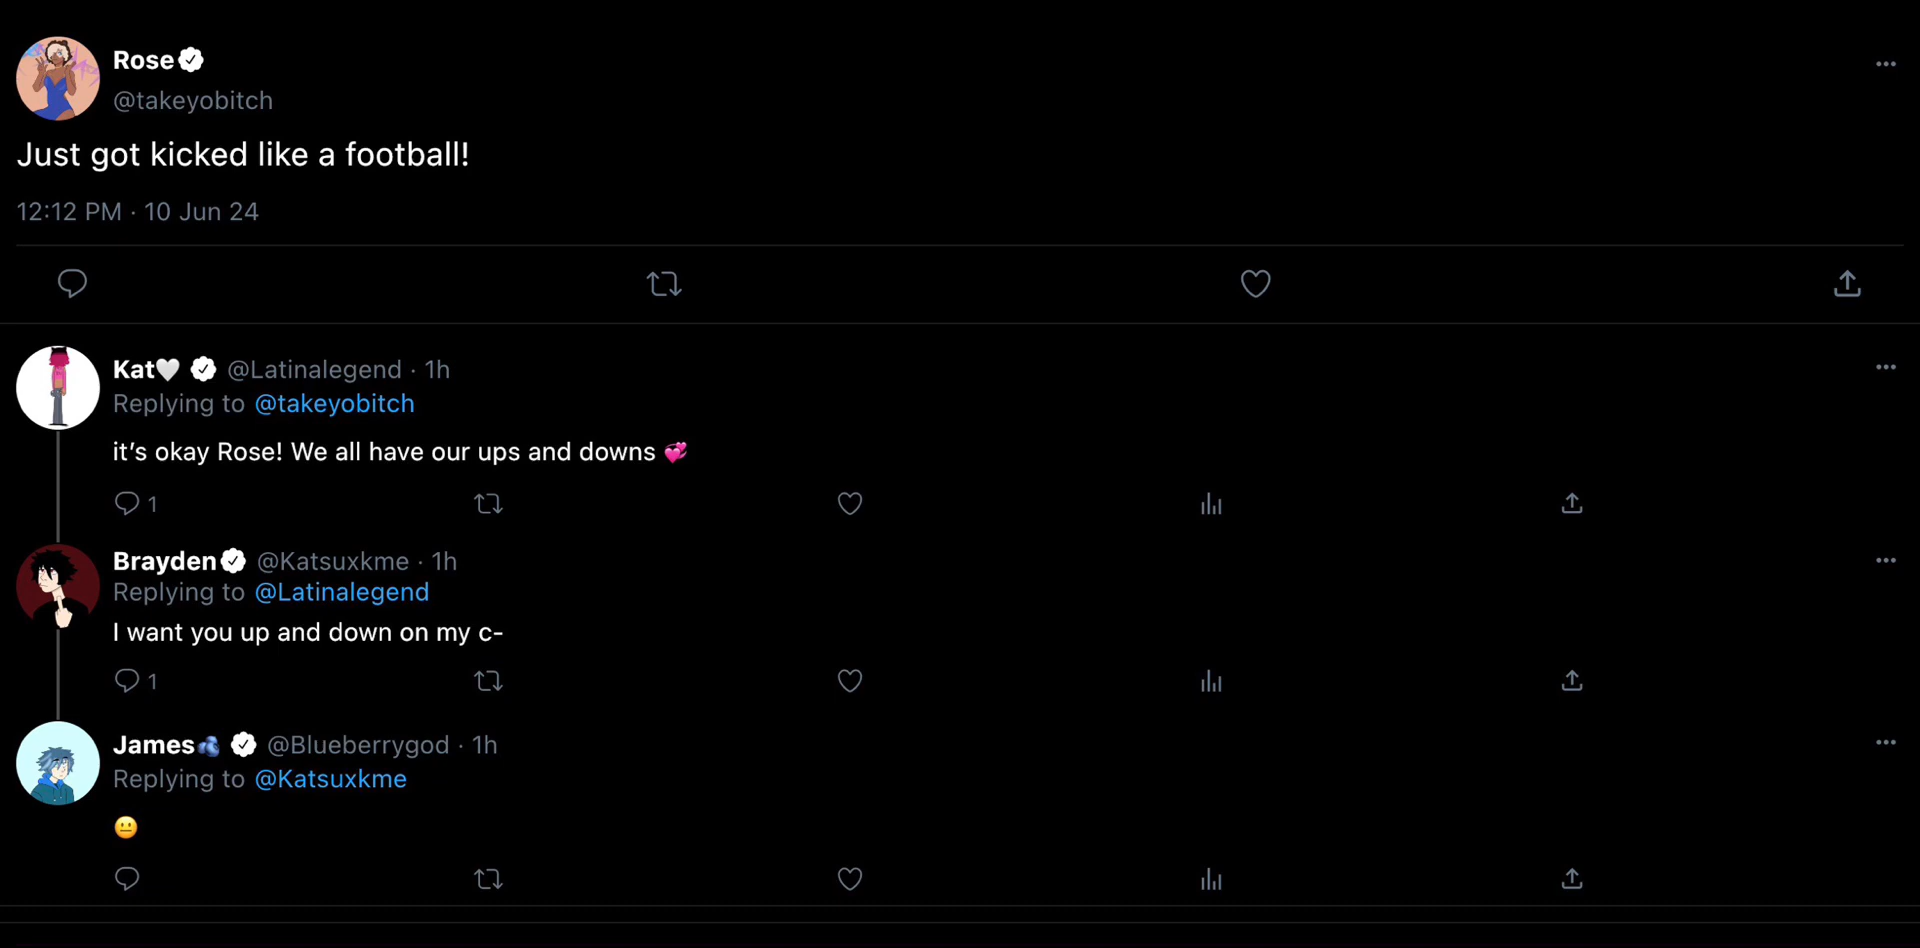 Rose
@takeyobitch
Just got kicked like a football!
12:12 PM · 10 Jun 24
Kat🤍 @Latinalegend · 1h
Replying to @takeyobitch
it’s okay Rose! We all have our ups and downs 💞
1
Brayden @Katsuxkme · 1h
Replying to @Latinalegend
I want you up and down on my c-
1
James🫐 @Blueberrygod · 1h
Replying to @Katsuxkme
😐